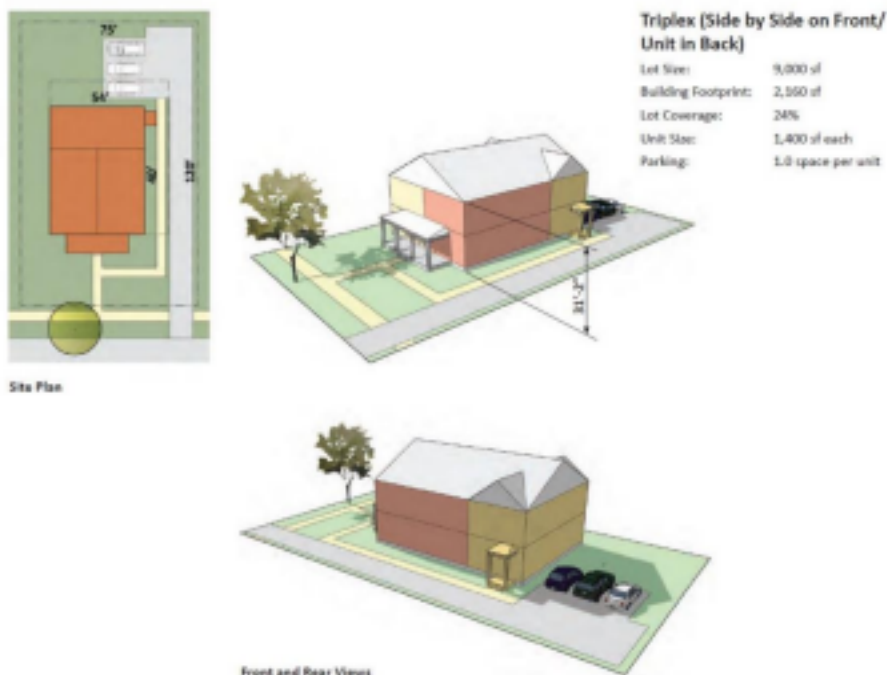 Triplex (Side by Side on Front/
Unit in Back)
Lot Size: 9,000 sf
Building Footprint: 2,160 sf
Lot Coverage: 24%
Unit Size: 1,400 sf each
Parking: 1.0 space per unit
75'
54'
40'
120'
Site Plan
31'-2"
Front and Rear Views